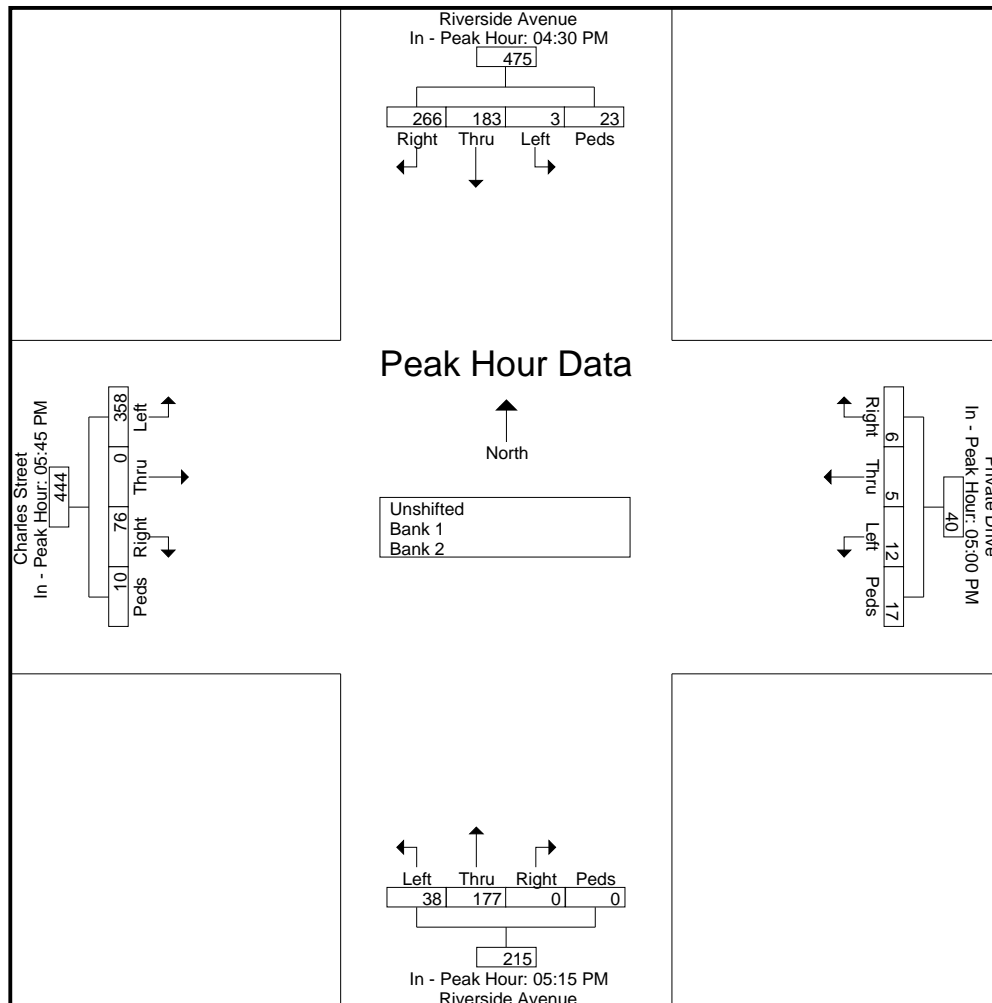 Riverside Avenue
In - Peak Hour: 04:30 PM
475
266 183 3 23
Right Thru Left Peds
Peak Hour Data
North
Unshifted
Bank 1
Bank 2
Charles Street
In - Peak Hour: 05:45 PM
444
358 0 76 10
Left Thru Right Peds
Right Thru Left Peds
6 5 12 17
40
In - Peak Hour: 05:00 PM
Private Drive
Left Thru Right Peds
38 177 0 0
215
In - Peak Hour: 05:15 PM
Riverside Avenue